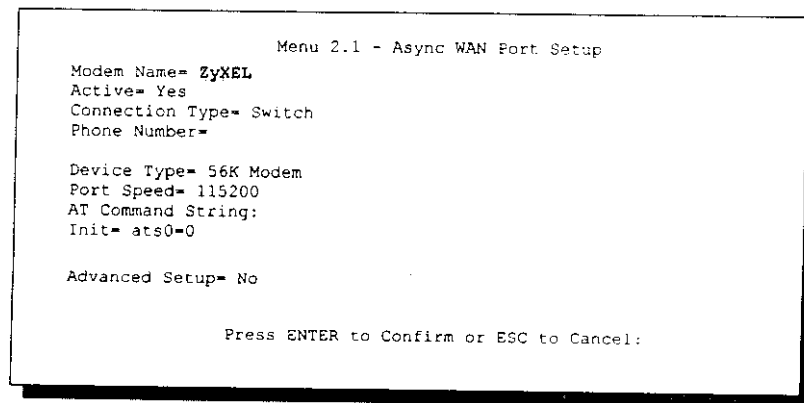 Menu 2.1 - Async WAN Port Setup
Modem Name= ZyXEL
Active= Yes
Connection Type= Switch
Phone Number=
Device Type= 56K Modem
Port Speed= 115200
AT Command String:
Init= ats0=0
Advanced Setup= No
Press ENTER to Confirm or ESC to Cancel: